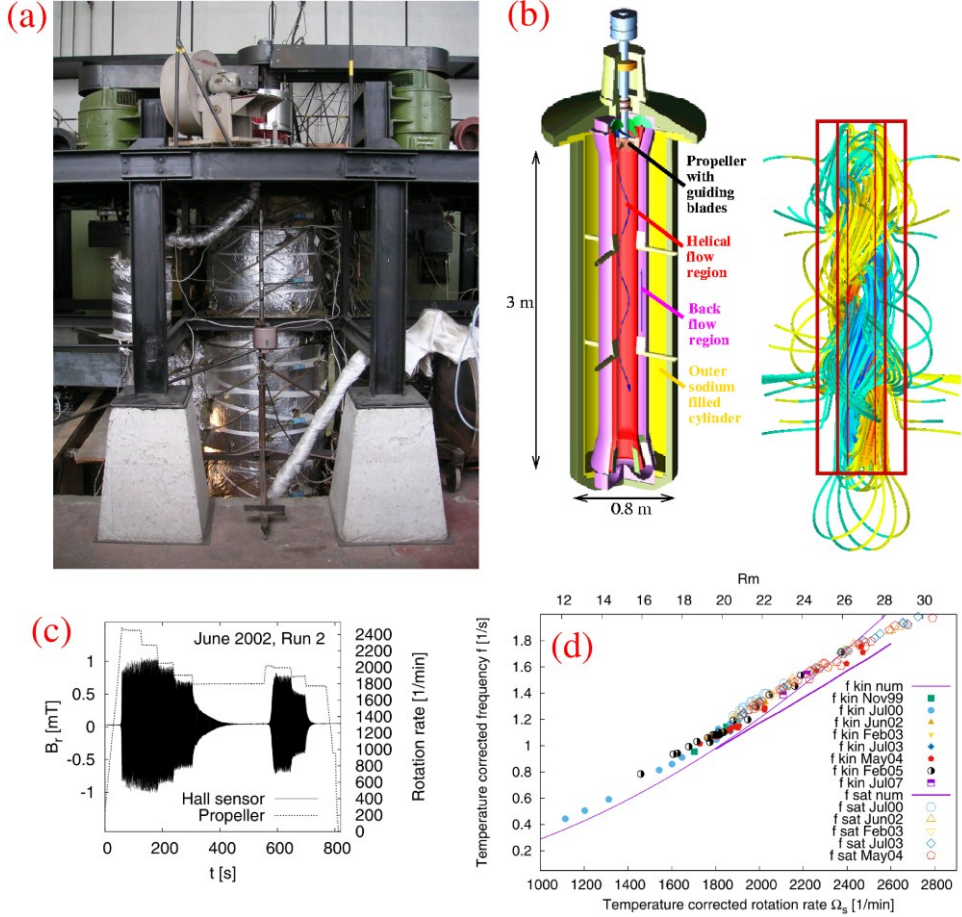 (a)
(b)
Propeller
with
guiding
blades
Helical
flow
region
3 m
Back
flow
region
Outer
sodium
filled
cylinder
0.8 m
(c)
June 2002, Run 2
1
0.5
0
-0.5
-1
B_r [mT]
2400
2200
2000
1800
1600
1400
1200
1000
800
600
400
200
0
Rotation rate [1/min]
Hall sensor
Propeller
0 200 400 600 800
t [s]
(d)
Rm
12 14 16 18 20 22 24 26 28 30
Temperature corrected frequency f [1/s]
1.8
1.6
1.4
1.2
1
0.8
0.6
0.4
0.2
f kin num
f kin Nov99
f kin Jul00
f kin Jun02
f kin Feb03
f kin Jul03
f kin May04
f kin Feb05
f kin Jul07
f sat num
f sat Jul00
f sat Jun02
f sat Feb03
f sat Jul03
f sat May04
1000 1200 1400 1600 1800 2000 2200 2400 2600 2800
Temperature corrected rotation rate Ω_s [1/min]